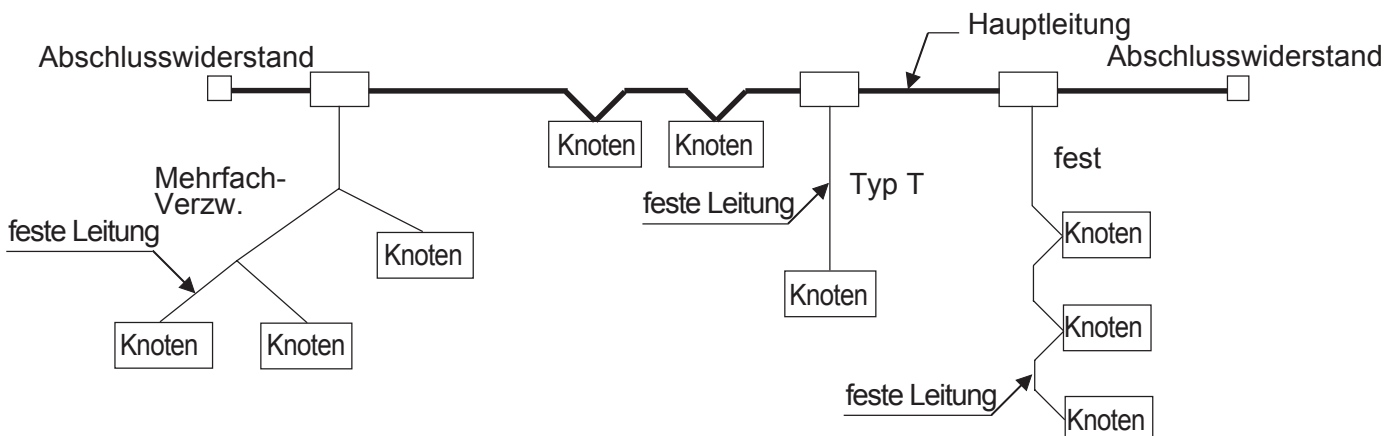 Hauptleitung
Abschlusswiderstand
Abschlusswiderstand
Knoten
Knoten
fest
Mehrfach-
Verzw.
Typ T
feste Leitung
feste Leitung
Knoten
Knoten
Knoten
Knoten
Knoten
Knoten
Knoten
feste Leitung
Knoten